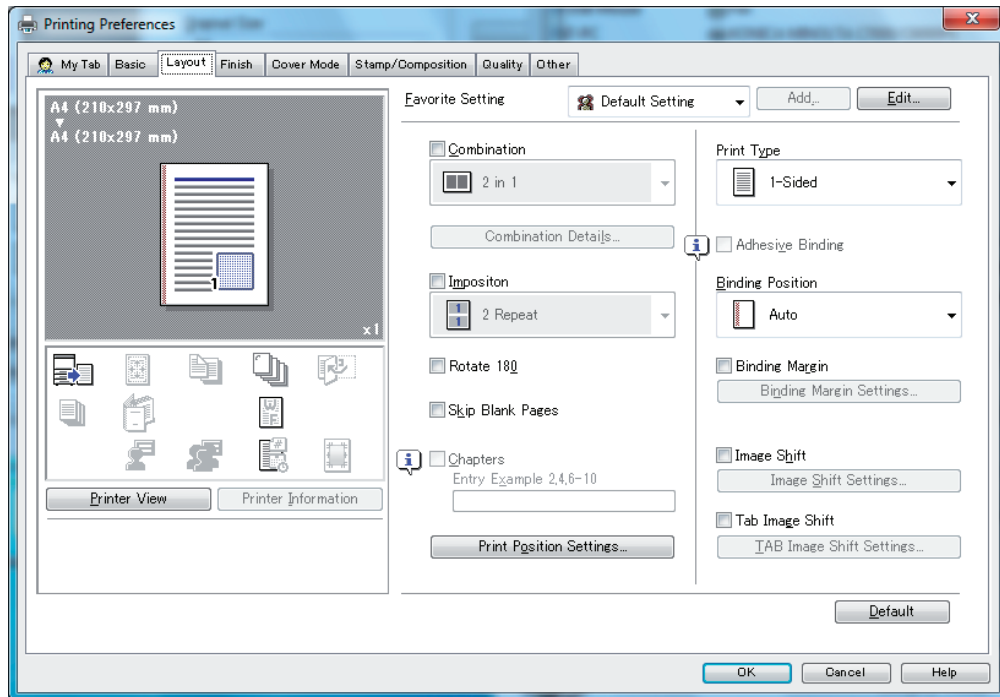 Printing Preferences
My Tab Basic Layout Finish Cover Mode Stamp/Composition Quality Other
A4 (210x297 mm)
A4 (210x297 mm)
1
x1
Printer View Printer Information
Favorite Setting Default Setting Add... Edit...
Combination
2 in 1
Combination Details...
Impositon
1
1
2 Repeat
Rotate 180
Skip Blank Pages
Chapters
Entry Example 2,4,6-10
Print Position Settings...
Print Type
1-Sided
Adhesive Binding
Binding Position
Auto
Binding Margin
Binding Margin Settings...
Image Shift
Image Shift Settings...
Tab Image Shift
TAB Image Shift Settings...
Default
OK Cancel Help